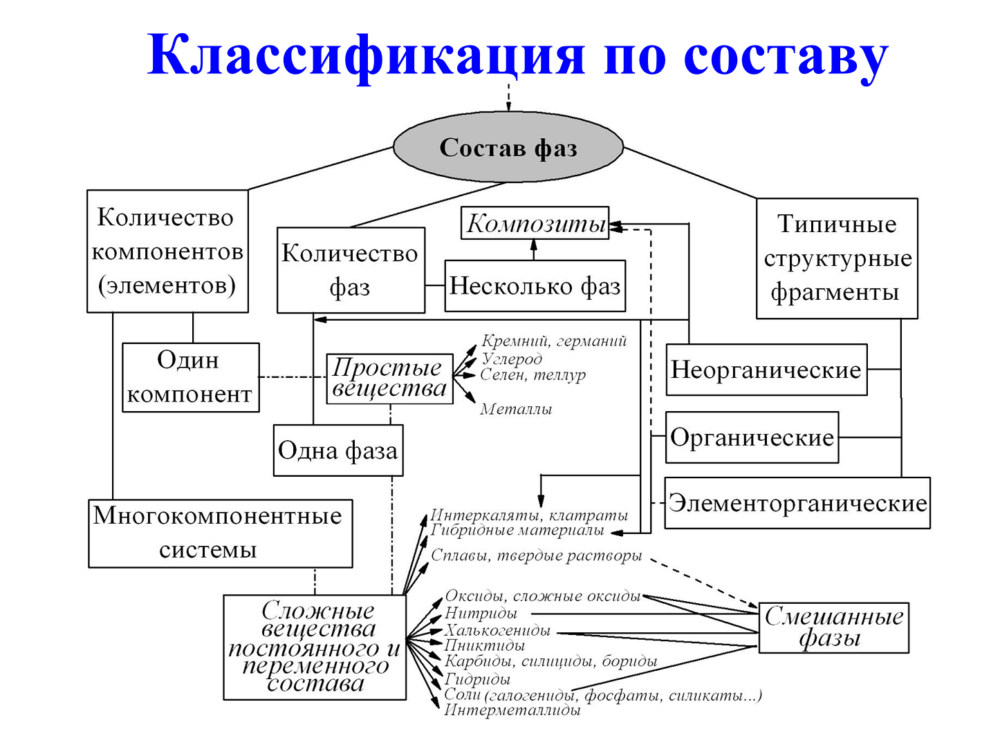 Классификация по составу
Состав фаз
Количество
компонентов
(элементов)
Количество
фаз
Композиты
Несколько фаз
Типичные
структурные
фрагменты
Один
компонент
Простые
вещества
Кремний, германий
Углерод
Селен, теллур
Металлы
Неорганические
Органические
Элементорганические
Одна фаза
Многокомпонентные
системы
Интеркаляты, клатраты
Гибридные материалы
Сплавы, твердые растворы
Сложные
вещества
постоянного и
переменного
состава
Оксиды, сложные оксиды
Нитриды
Халькогениды
Пниктиды
Карбиды, силициды, бориды
Гидриды
Соли (галогениды, фосфаты, силикаты...)
Интерметаллиды
Смешанные
фазы